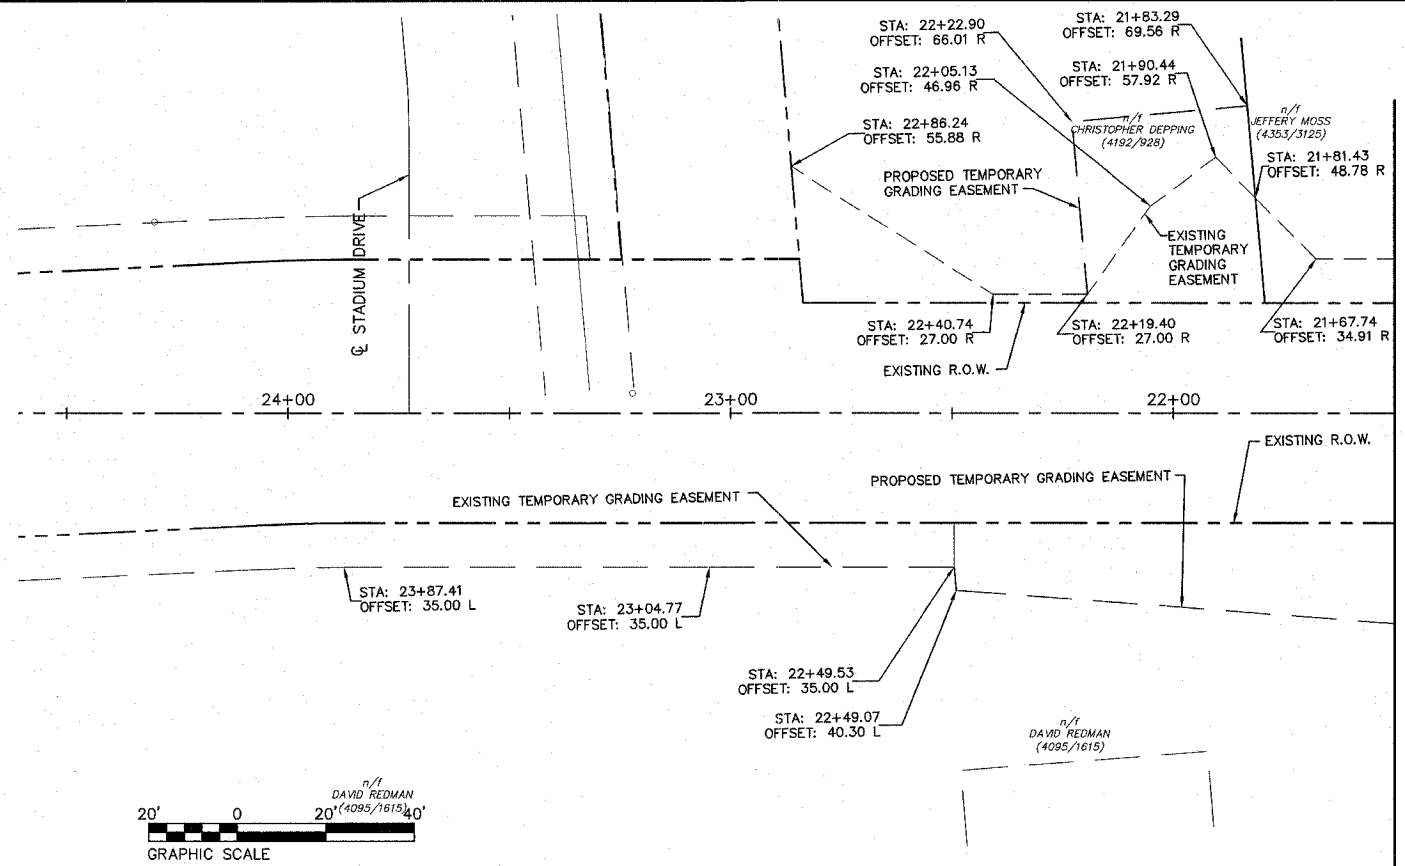 STA: 22+22.90
OFFSET: 66.01 R
STA: 21+83.29
OFFSET: 69.56 R
STA: 22+05.13
OFFSET: 46.96 R
STA: 21+90.44
OFFSET: 57.92 R
n/f
CHRISTOPHER DEPPING
(4192/928)
n/f
JEFFERY MOSS
(4353/3125)
STA: 22+86.24
OFFSET: 55.88 R
STA: 21+81.43
OFFSET: 48.78 R
PROPOSED TEMPORARY
GRADING EASEMENT
EXISTING
TEMPORARY
GRADING
EASEMENT
℄ STADIUM DRIVE
STA: 22+40.74
OFFSET: 27.00 R
STA: 22+19.40
OFFSET: 27.00 R
STA: 21+67.74
OFFSET: 34.91 R
EXISTING R.O.W.
24+00
23+00
22+00
EXISTING R.O.W.
EXISTING TEMPORARY GRADING EASEMENT
PROPOSED TEMPORARY GRADING EASEMENT
STA: 23+87.41
OFFSET: 35.00 L
STA: 23+04.77
OFFSET: 35.00 L
STA: 22+49.53
OFFSET: 35.00 L
STA: 22+49.07
OFFSET: 40.30 L
n/f
DAVID REDMAN
(4095/1615)
n/f
DAVID REDMAN
(4095/1615)
20' 0 20' 40'
GRAPHIC SCALE